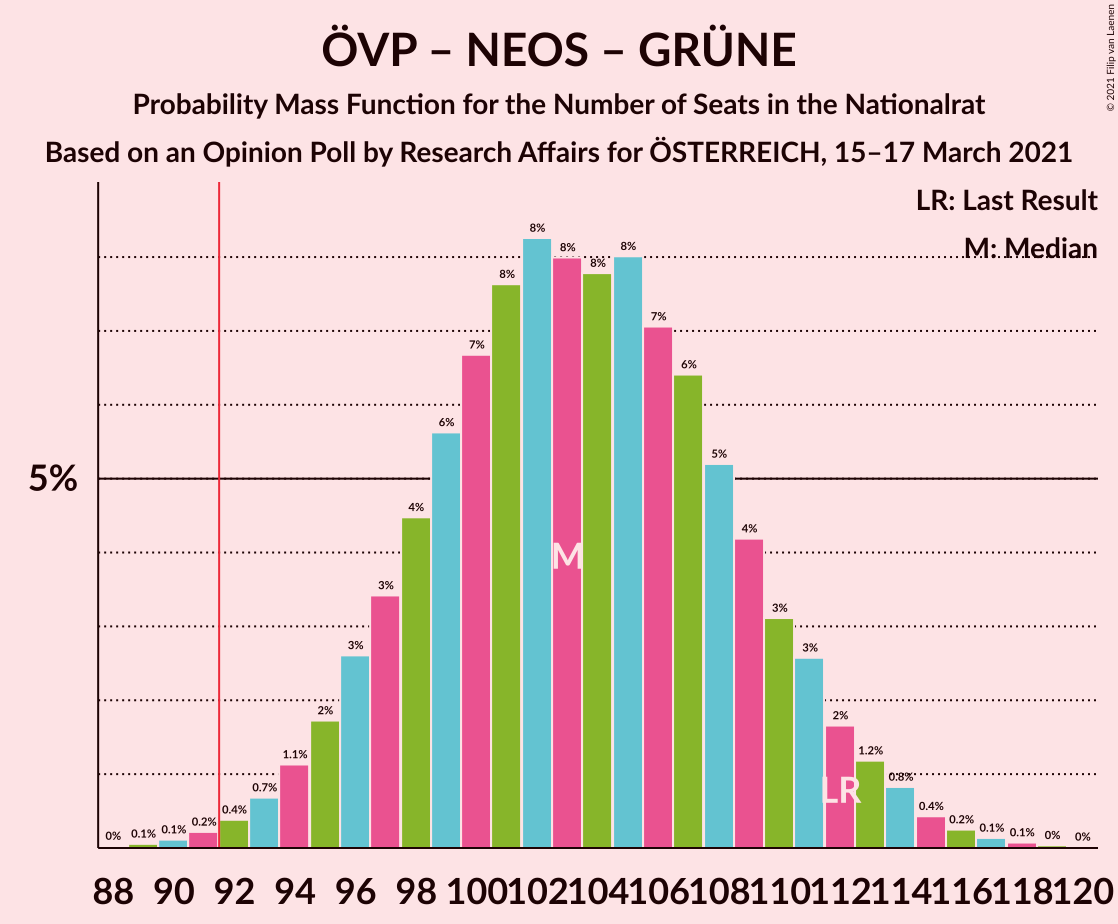 ÖVP – NEOS – GRÜNE
Probability Mass Function for the Number of Seats in the Nationalrat
Based on an Opinion Poll by Research Affairs for ÖSTERREICH, 15–17 March 2021
© 2021 Filip van Laenen
LR: Last Result
M: Median
5%
0% 0.1% 0.1% 0.2% 0.4% 0.7% 1.1% 2% 3% 3% 4% 6% 7% 8% 8% 8% 8% 8% 7% 6% 5% 4% 3% 3% 2% 1.2% 0.8% 0.4% 0.2% 0.1% 0.1% 0% 0%
M
LR
88 90 92 94 96 98 100 102 104 106 108 110 112 114 116 118 120